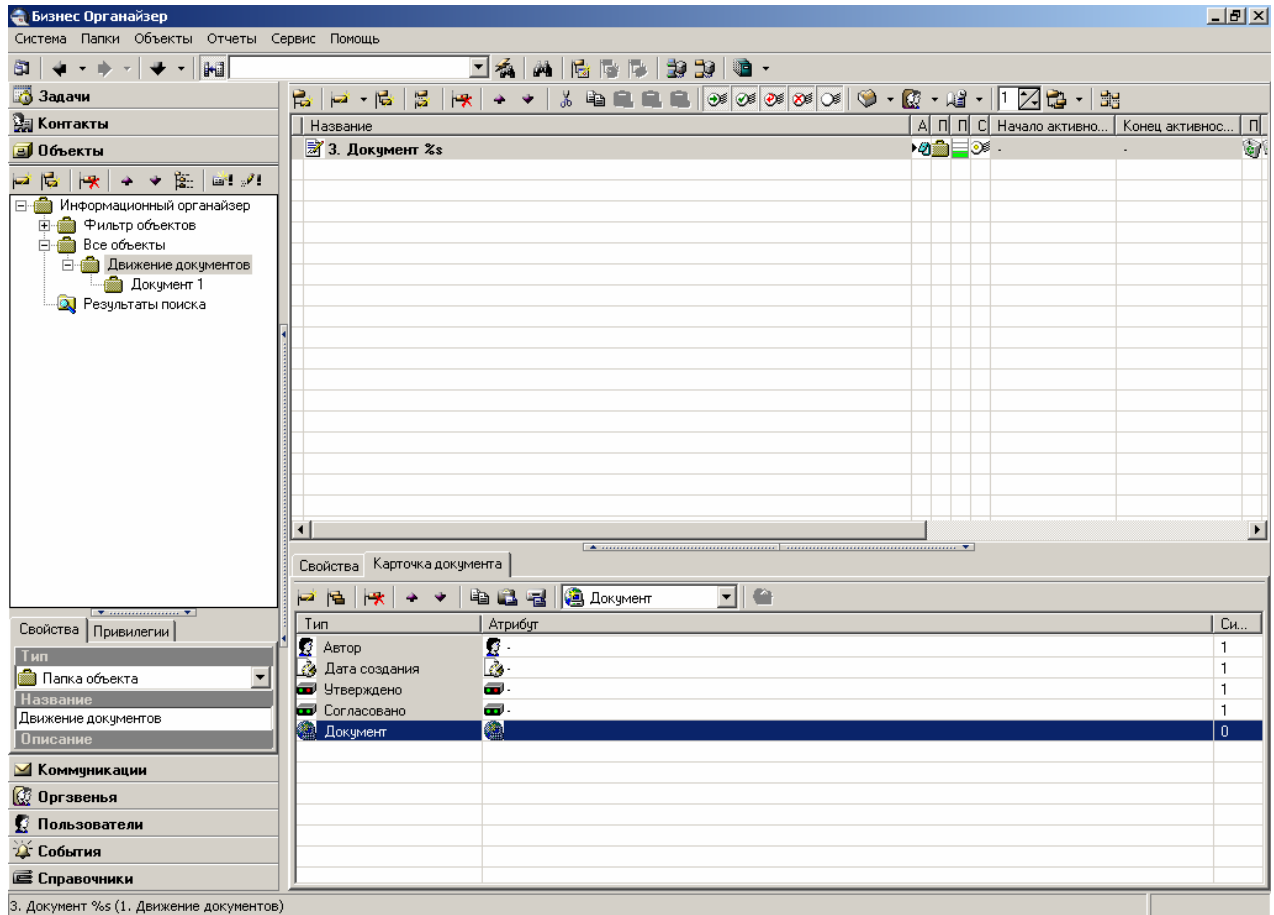 Бизнес Органайзер
Система Папки Объекты Отчеты Сервис Помощь
Задачи
Контакты
Объекты
Информационный органайзер
Фильтр объектов
Все объекты
Движение документов
Документ 1
Результаты поиска
Свойства Привилегии
Тип
Папка объекта
Название
Движение документов
Описание
Коммуникации
Оргзвенья
Пользователи
События
Справочники
1
Название А П П С Начало активно... Конец активнос... П
3. Документ %s - -
Свойства Карточка документа
Документ
Тип Атрибут Си...
Автор - 1
Дата создания - 1
Утверждено - 1
Согласовано - 1
Документ 0
3. Документ %s (1. Движение документов)